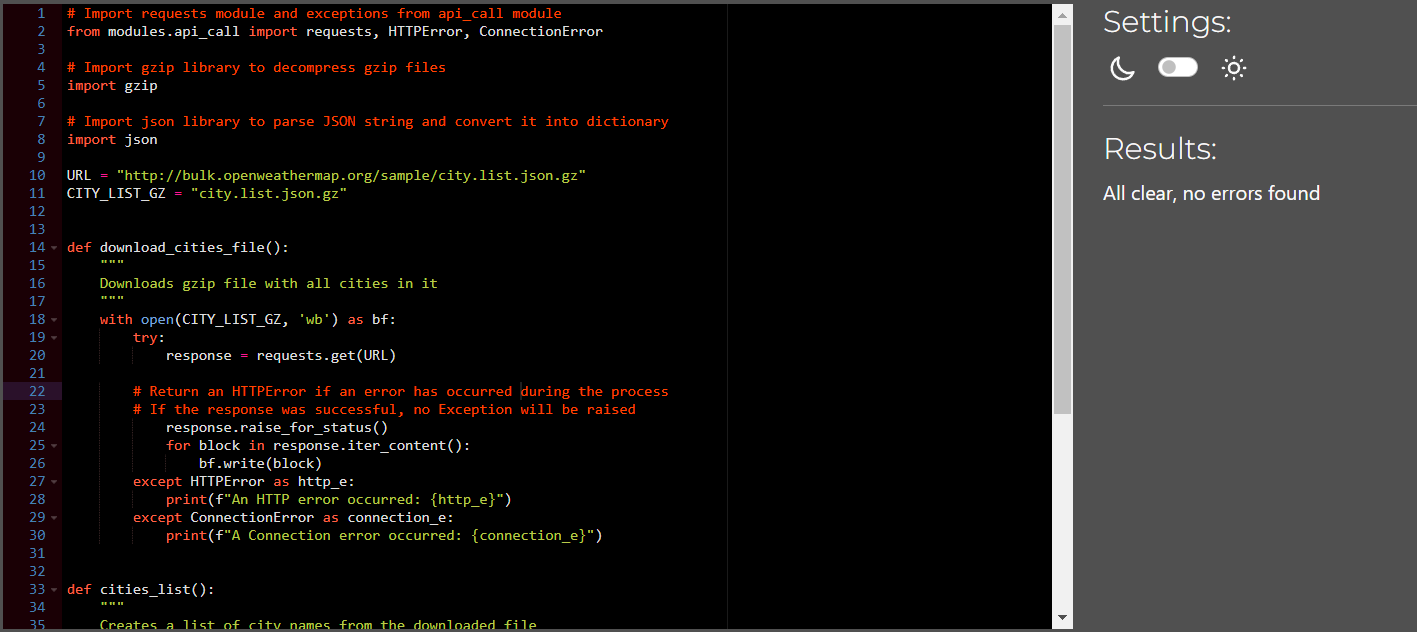 1 # Import requests module and exceptions from api_call module
2 from modules.api_call import requests, HTTPError, ConnectionError
3
4 # Import gzip library to decompress gzip files
5 import gzip
6
7 # Import json library to parse JSON string and convert it into dictionary
8 import json
9
10 URL = "http://bulk.openweathermap.org/sample/city.list.json.gz"
11 CITY_LIST_GZ = "city.list.json.gz"
12
13
14 def download_cities_file():
15     """
16     Downloads gzip file with all cities in it
17     """
18     with open(CITY_LIST_GZ, 'wb') as bf:
19         try:
20             response = requests.get(URL)
21
22         # Return an HTTPError if an error has occurred during the process
23         # If the response was successful, no Exception will be raised
24             response.raise_for_status()
25             for block in response.iter_content():
26                 bf.write(block)
27         except HTTPError as http_e:
28             print(f"An HTTP error occurred: {http_e}")
29         except ConnectionError as connection_e:
30             print(f"A Connection error occurred: {connection_e}")
31
32
33 def cities_list():
34     """
35     Creates a list of city names from the downloaded file
Settings:
Results:
All clear, no errors found